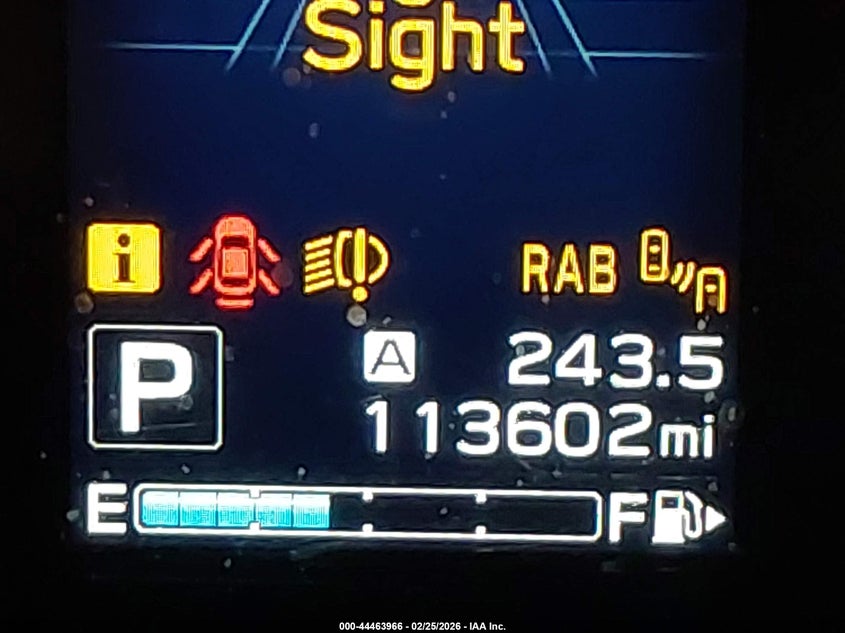 Sight
i
RAB
P
A 243.5
113602mi
E F
000-44463966 - 02/25/2026 - IAA Inc.